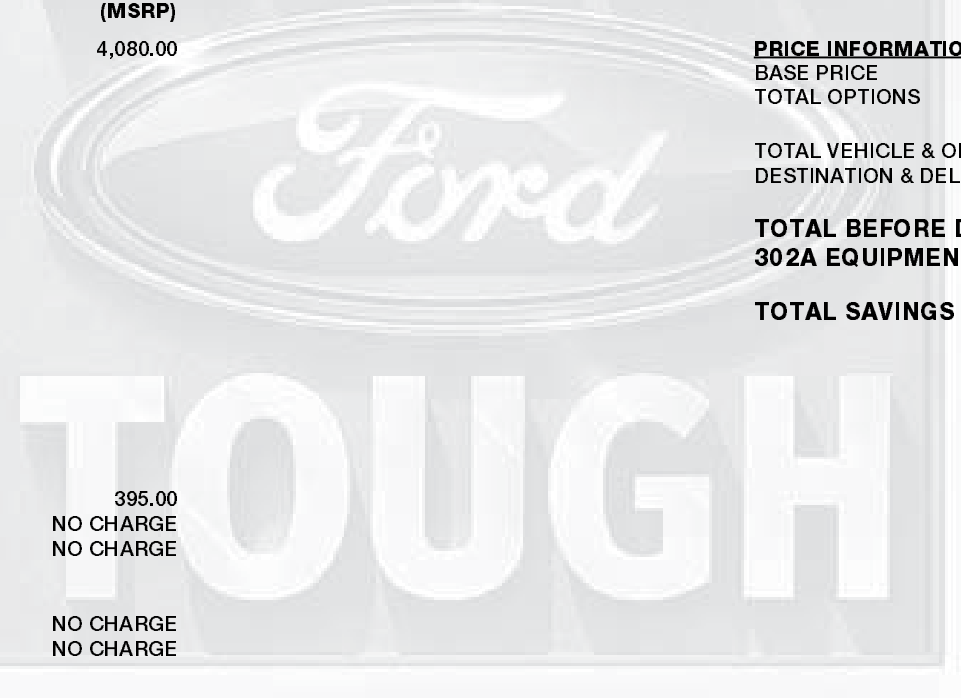 (MSRP)
4,080.00
395.00
NO CHARGE
NO CHARGE
NO CHARGE
NO CHARGE
PRICE INFORMATIO
BASE PRICE
TOTAL OPTIONS
TOTAL VEHICLE &
DESTINATION & DEL
TOTAL BEFORE
302A EQUIPMEN
TOTAL SAVINGS
Ford
TOUGH